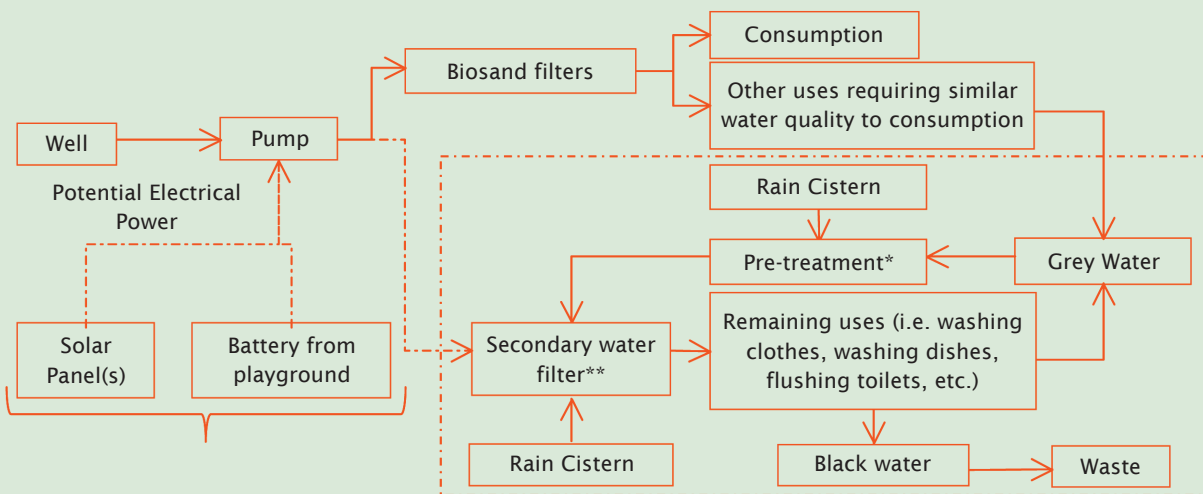 Consumption
Biosand filters
Other uses requiring similar
water quality to consumption
Well
Pump
Potential Electrical
Power
Rain Cistern
Pre-treatment*
Grey Water
Solar
Panel(s)
Battery from
playground
Secondary water
filter**
Remaining uses (i.e. washing
clothes, washing dishes,
flushing toilets, etc.)
Rain Cistern
Black water
Waste